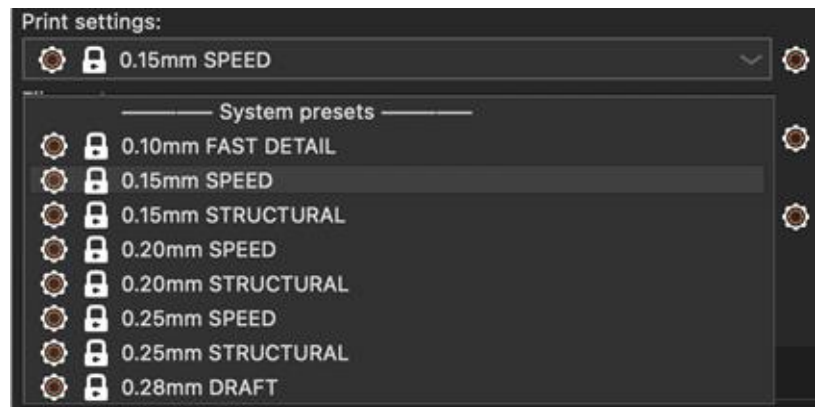 Print settings:
0.15mm SPEED
System presets
0.10mm FAST DETAIL
0.15mm SPEED
0.15mm STRUCTURAL
0.20mm SPEED
0.20mm STRUCTURAL
0.25mm SPEED
0.25mm STRUCTURAL
0.28mm DRAFT